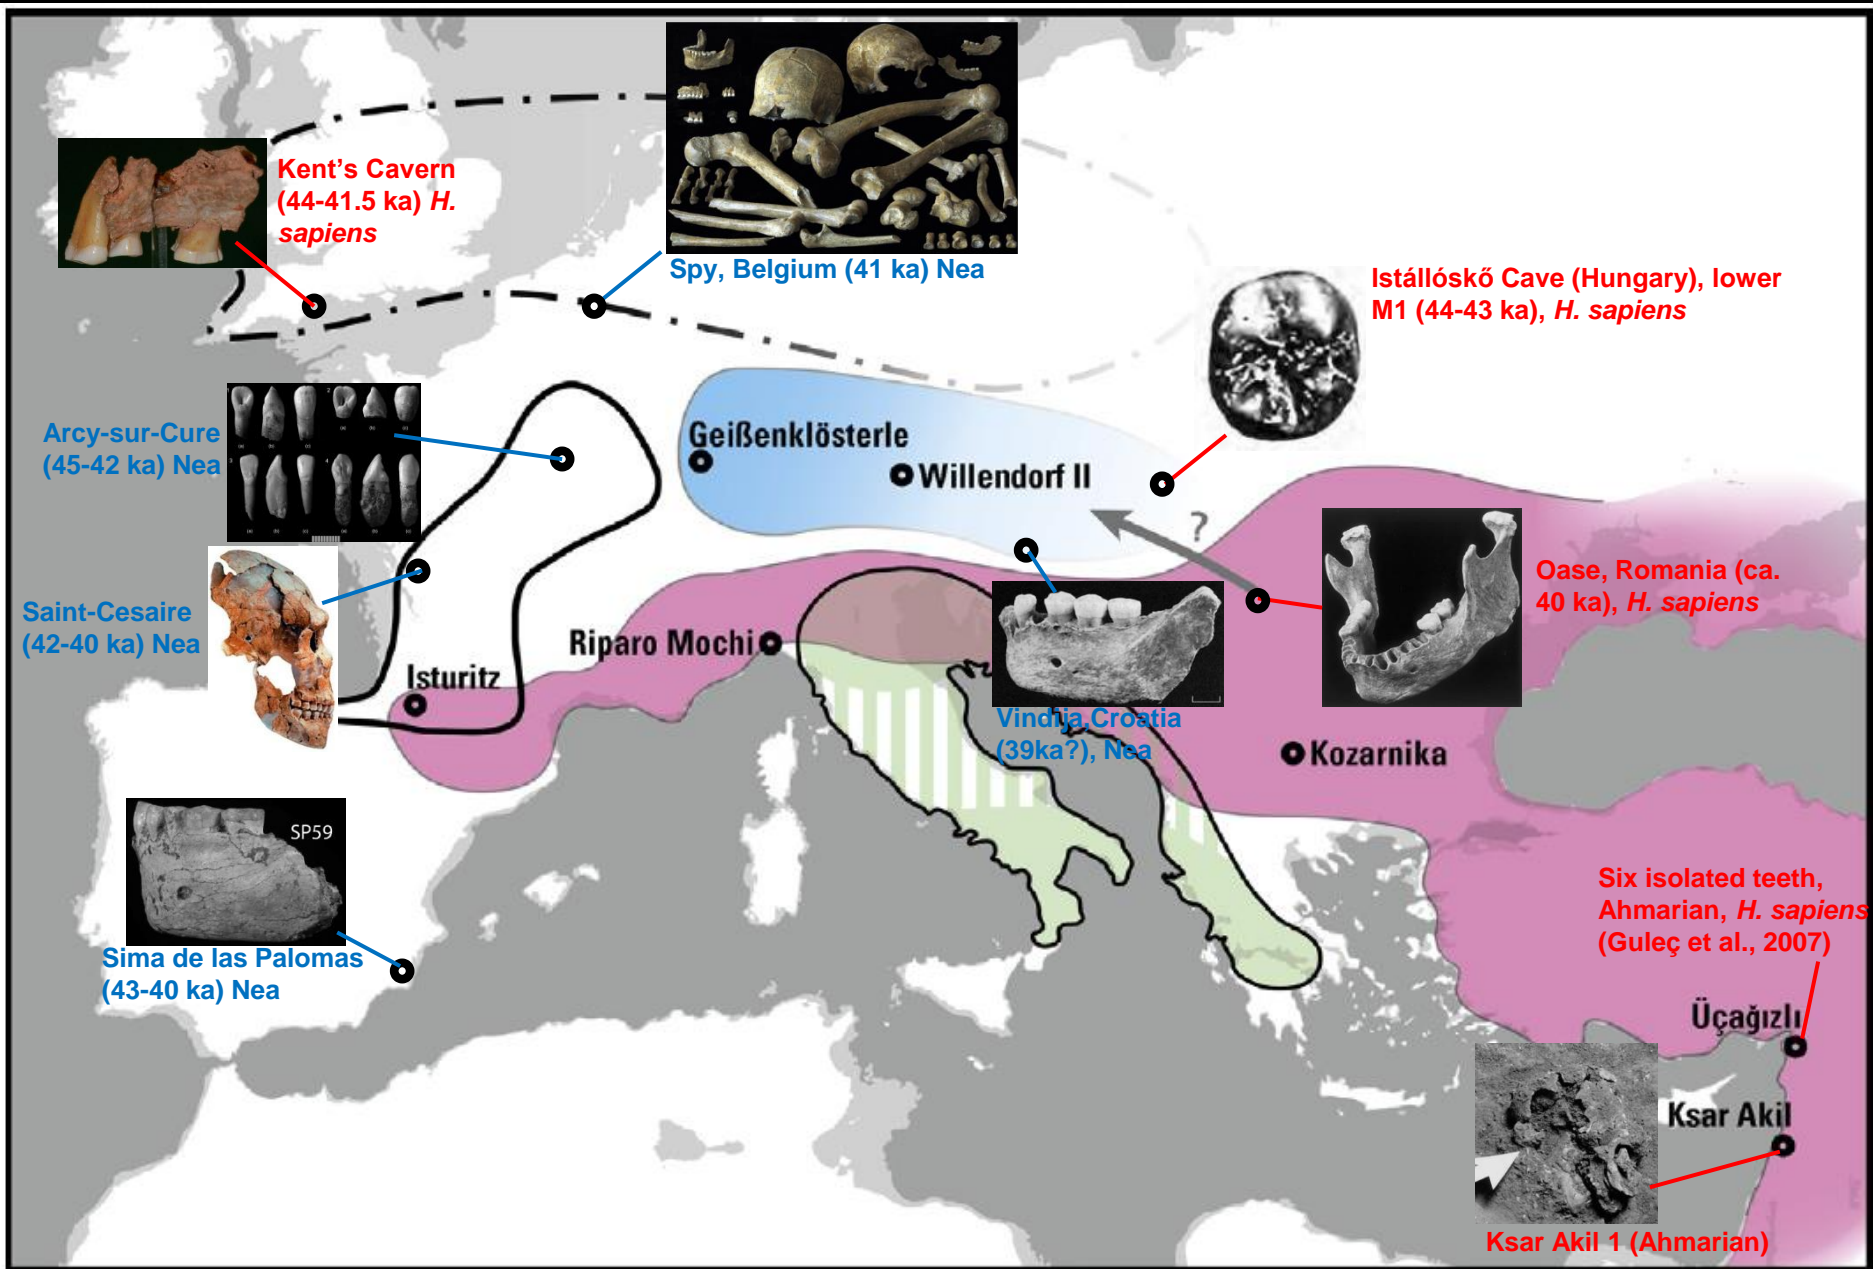 Kent's Cavern
(44-41.5 ka) H.
sapiens
Spy, Belgium (41 ka) Nea
Istállóskő Cave (Hungary), lower
M1 (44-43 ka), H. sapiens
Arcy-sur-Cure
(45-42 ka) Nea
Geißenklösterle
Willendorf II
?
Saint-Cesaire
(42-40 ka) Nea
Oase, Romania (ca.
40 ka), H. sapiens
Riparo Mochi
Isturitz
Vindija,Croatia
(39ka?), Nea
Kozarnika
SP59
Sima de las Palomas
(43-40 ka) Nea
Six isolated teeth,
Ahmarian, H. sapiens
(Guleç et al., 2007)
Üçağızlı
Ksar Akil
Ksar Akil 1 (Ahmarian)